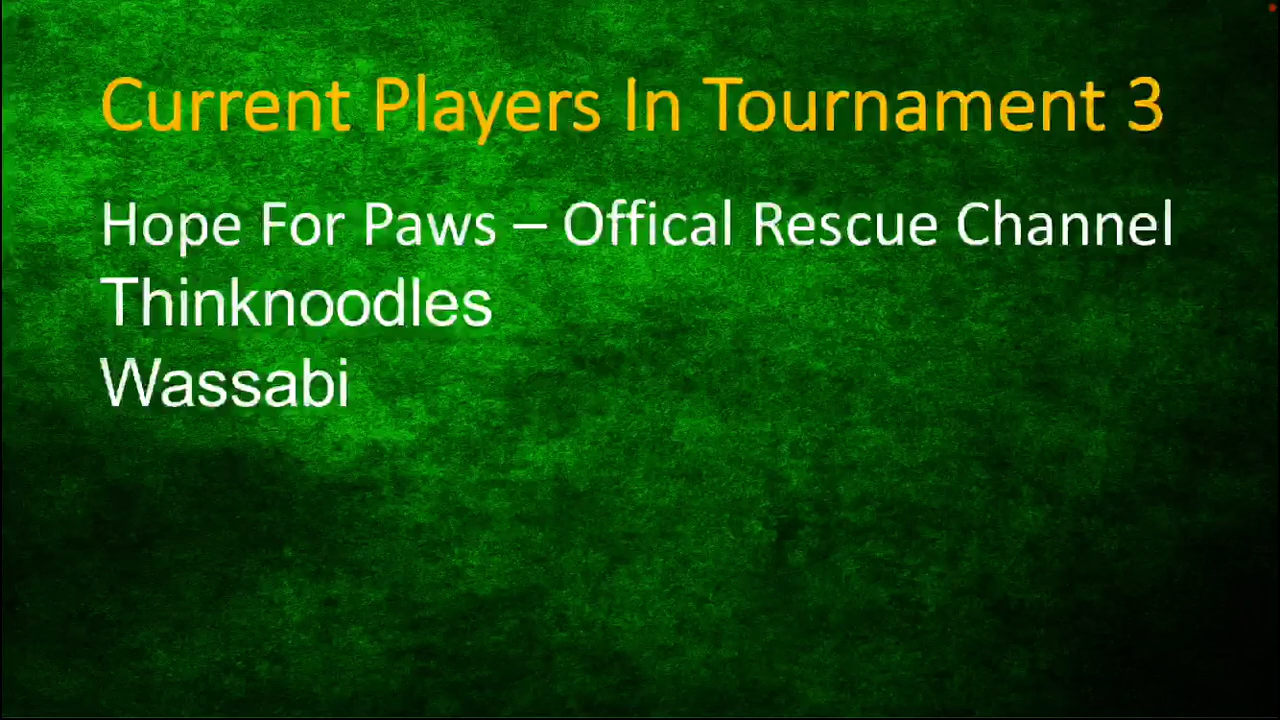 Current Players In Tournament 3
Hope For Paws – Offical Rescue Channel
Thinknoodles
Wassabi